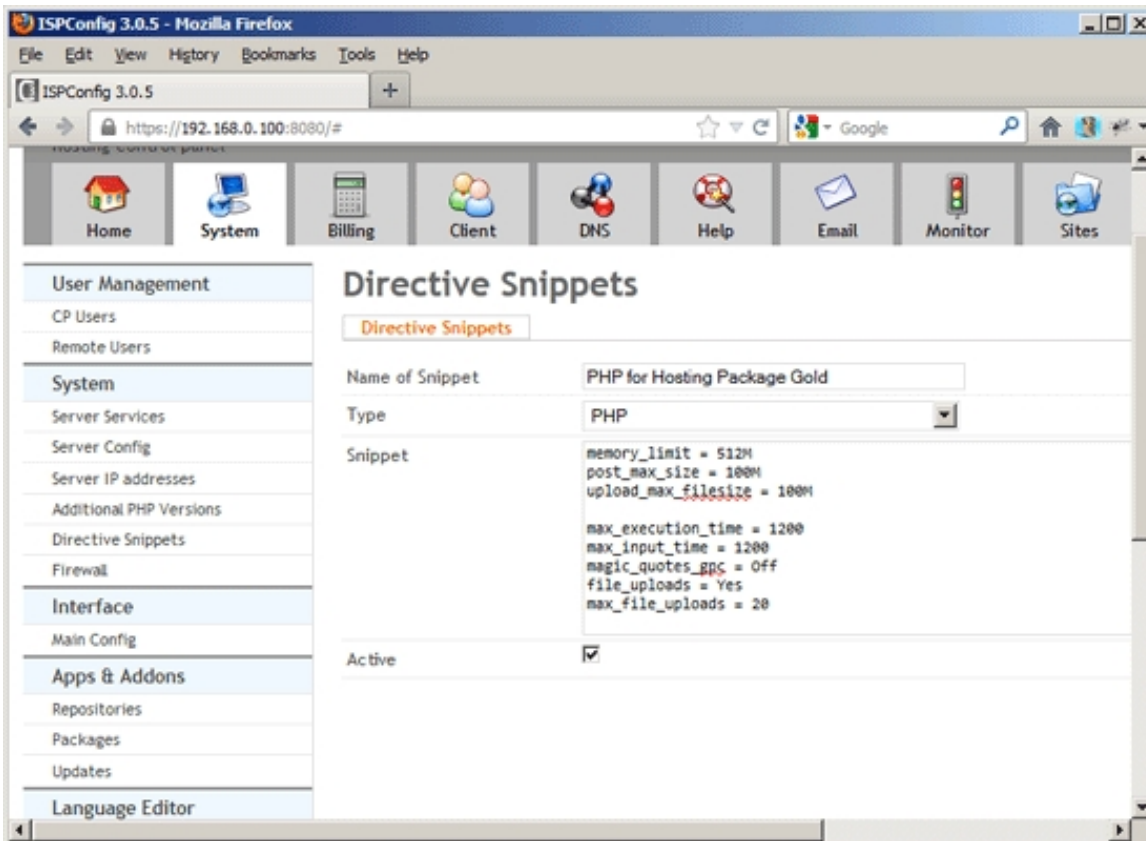 ISPConfig 3.0.5 - Mozilla Firefox
File Edit View History Bookmarks Tools Help
ISPConfig 3.0.5
https://192.168.0.100:8080/#
Google
hosting control panel
Home System Billing Client DNS Help Email Monitor Sites
User Management
CP Users
Remote Users
System
Server Services
Server Config
Server IP addresses
Additional PHP Versions
Directive Snippets
Firewall
Interface
Main Config
Apps & Addons
Repositories
Packages
Updates
Language Editor
Directive Snippets
Directive Snippets
Name of Snippet PHP for Hosting Package Gold
Type PHP
Snippet
memory_limit = 512M
post_max_size = 100M
upload_max_filesize = 100M
max_execution_time = 1200
max_input_time = 1200
magic_quotes_gpc = Off
file_uploads = Yes
max_file_uploads = 20
Active